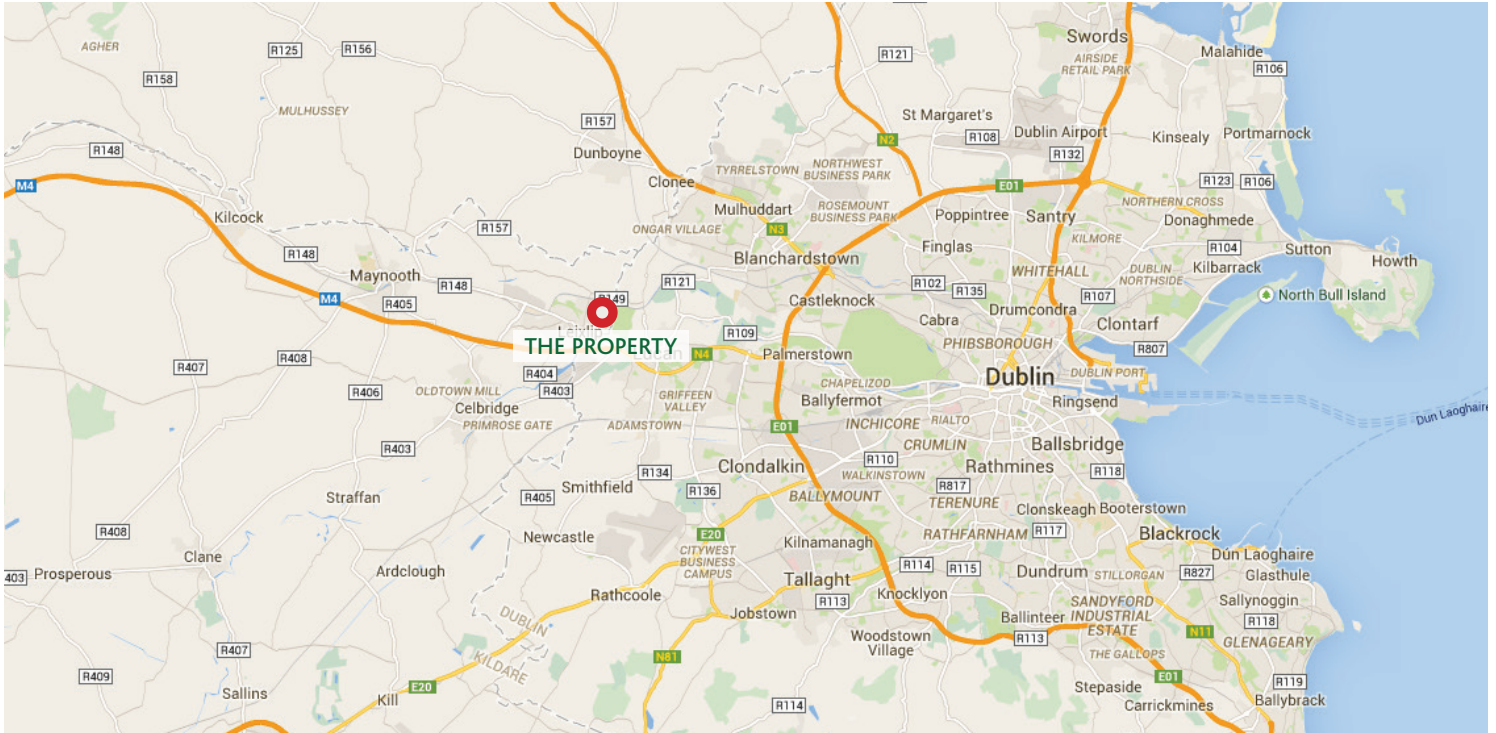 AGHER
R125
R156
R158
MULHUSSEY
R157
R148
Dunboyne
M4
Kilcock
R148
Maynooth
R148
R157
M4
R405
R149
Leixlip
THE PROPERTY
Lucan
N4
R121
R109
Clonee
TYRRELSTOWN
NORTHWEST
BUSINESS PARK
Mulhuddart
ROSEMOUNT
BUSINESS PARK
ONGAR VILLAGE
N3
Blanchardstown
Castleknock
Palmerstown
R121
N2
St Margaret's
R108
Dublin Airport
R132
Swords
AIRSIDE
RETAIL PARK
Malahide
R106
Kinsealy
Portmarnock
R123
R106
E01
NORTHERN CROSS
Donaghmede
Poppintree
Santry
Finglas
KILMORE
R104
Kilbarrack
Sutton
Howth
WHITEHALL
DUBLIN
NORTHSIDE
R102
R135
R107
North Bull Island
Cabra
Drumcondra
Clontarf
PHIBSBOROUGH
R807
Dublin
DUBLIN PORT
CHAPELIZOD
Ballyfermot
Ringsend
Dun Laoghaire
INCHICORE
RIALTO
CRUMLIN
Ballsbridge
E01
R407
R408
R406
R404
R403
OLDTOWN MILL
Celbridge
PRIMROSE GATE
GRIFFEEN
VALLEY
ADAMSTOWN
R403
Clondalkin
R110
WALKINSTOWN
Rathmines
R118
R134
R136
R817
Straffan
R405
Smithfield
BALLYMOUNT
TERENURE
Clonskeagh
Booterstown
R408
Clane
Newcastle
E20
CITYWEST
BUSINESS
CAMPUS
Kilnamanagh
RATHFARNHAM
R117
Blackrock
Dún Laoghaire
403
Prosperous
Ardclough
Tallaght
R114
R115
Dundrum
STILLORGAN
R827
Glasthule
Rathcoole
R113
Knocklyon
Jobstown
Ballinteer
SANDYFORD
INDUSTRIAL
ESTATE
Sallynoggin
R118
DUBLIN
KILDARE
Woodstown
Village
R113
N11
GLENAGEARY
R407
N81
THE GALLOPS
R409
Sallins
Kill
E20
R114
Stepaside
E01
R119
Carrickmines
Ballybrack